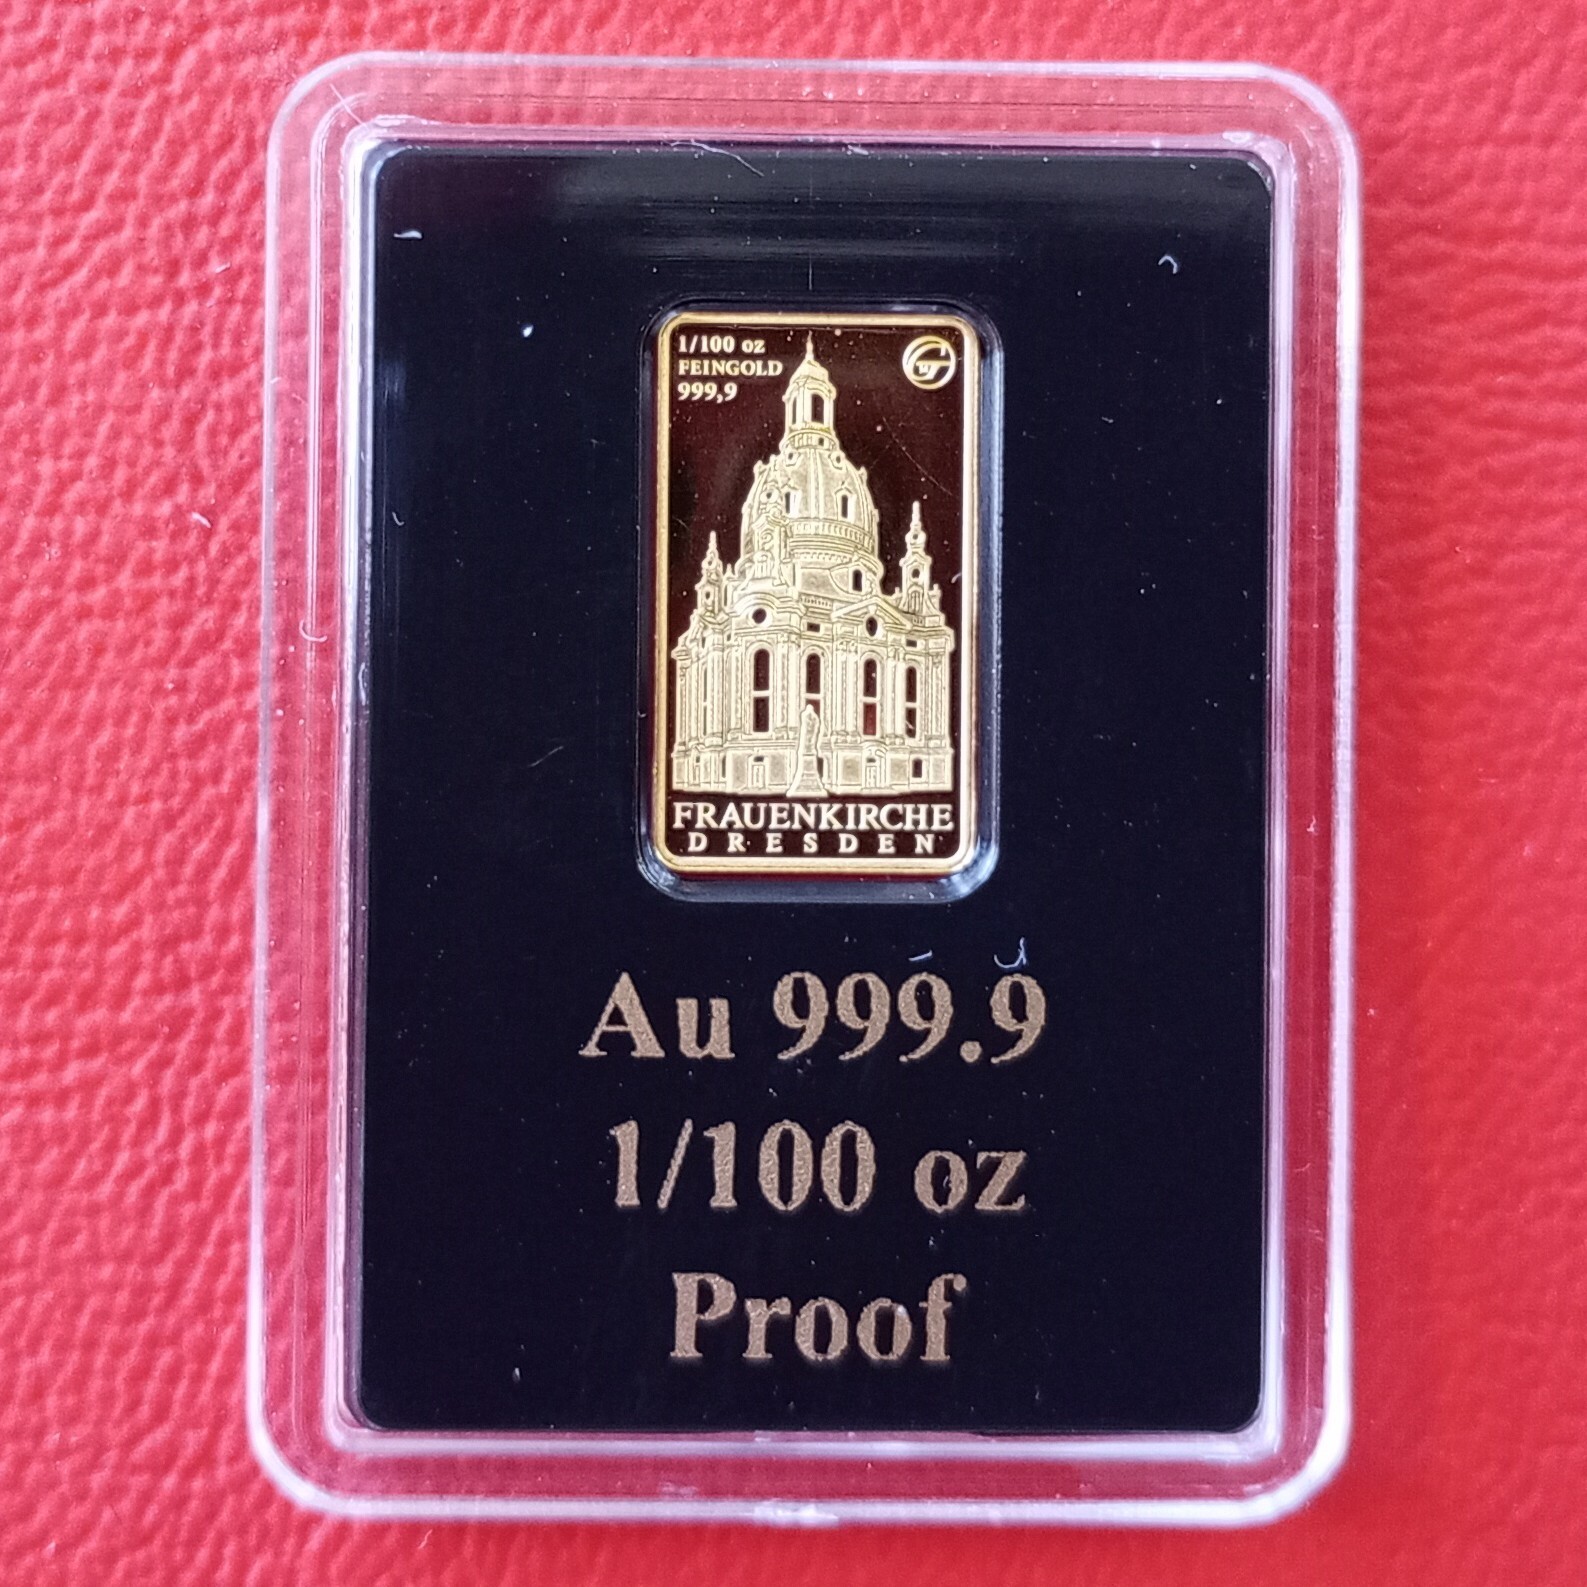 1/100 oz
FEINGOLD
999,9
FRAUENKIRCHE
DRESDEN
Au 999.9
1/100 oz
Proof